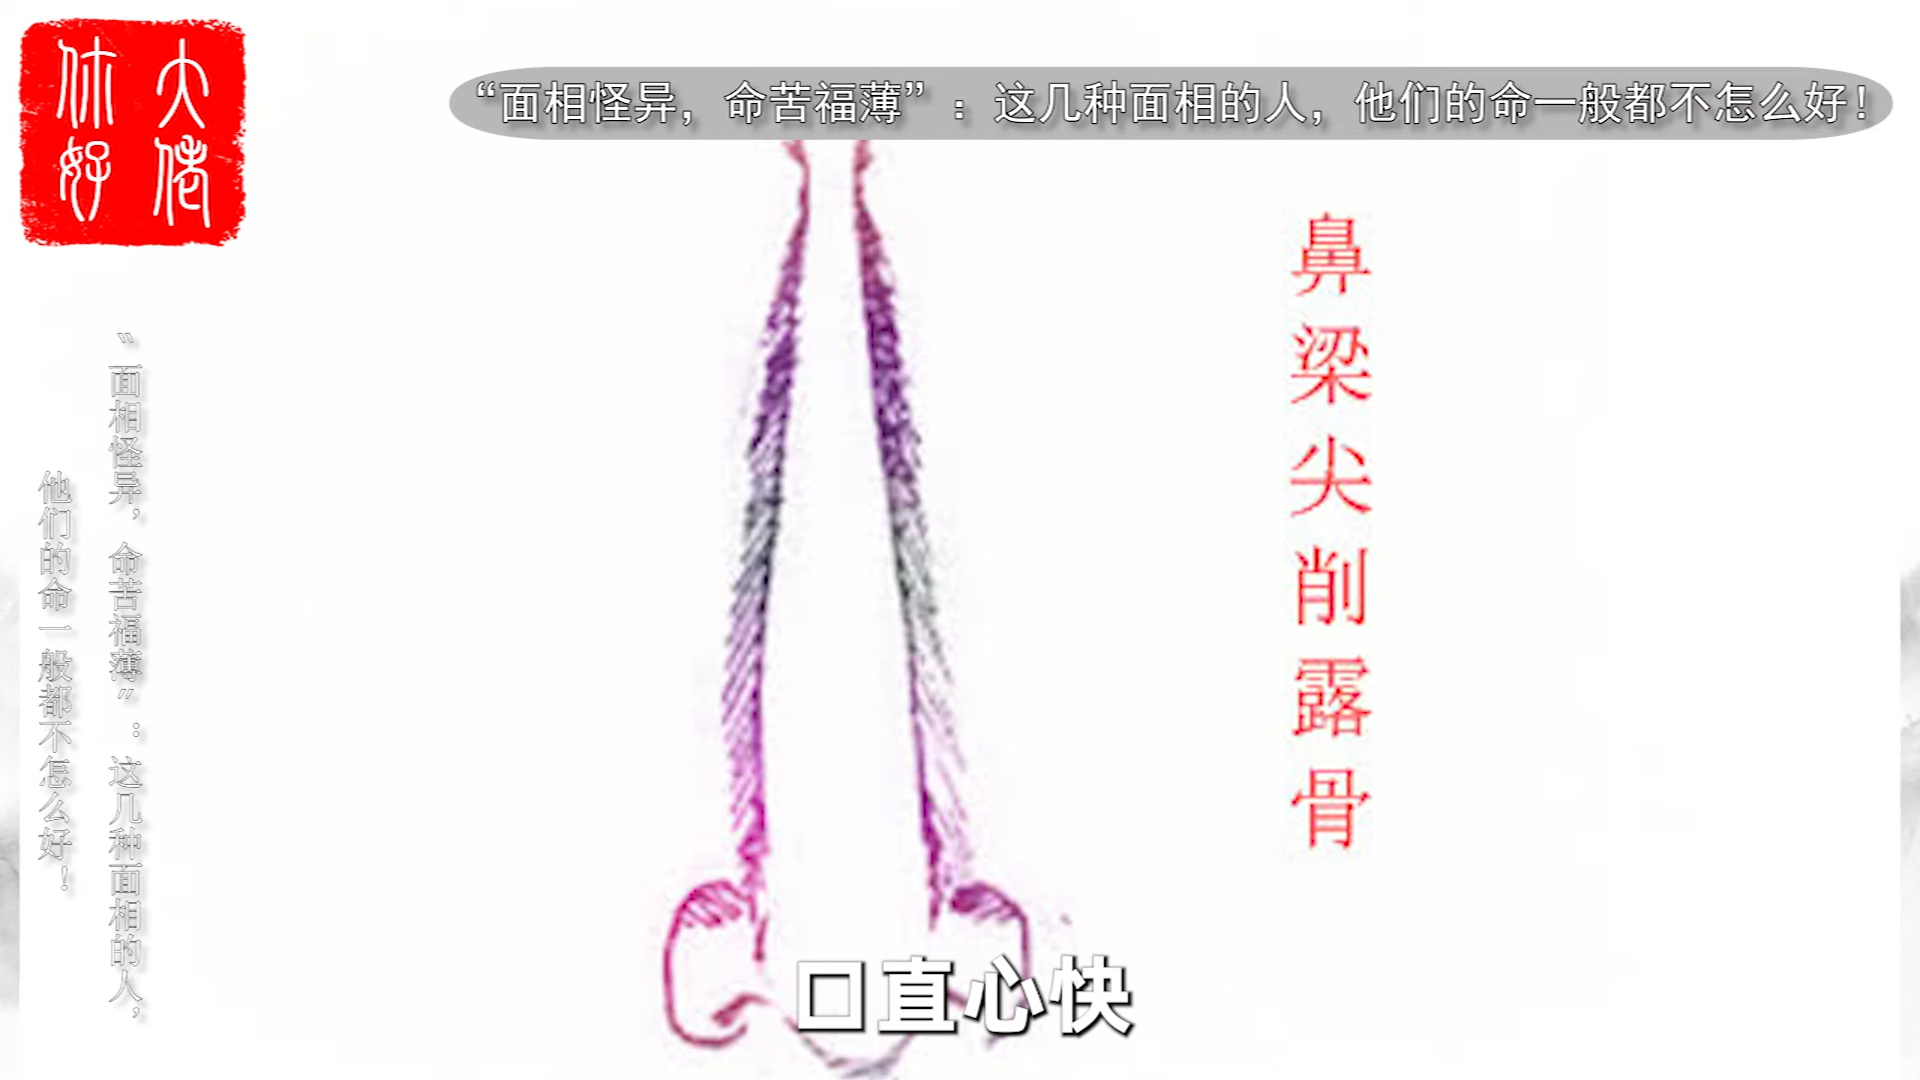 大佬
你好
“面相怪异，命苦福薄”：这几种面相的人，他们的命一般都不怎么好！
“面相怪异，命苦福薄”：这几种面相的人，
他们的命一般都不怎么好！
鼻梁尖削露骨
口直心快